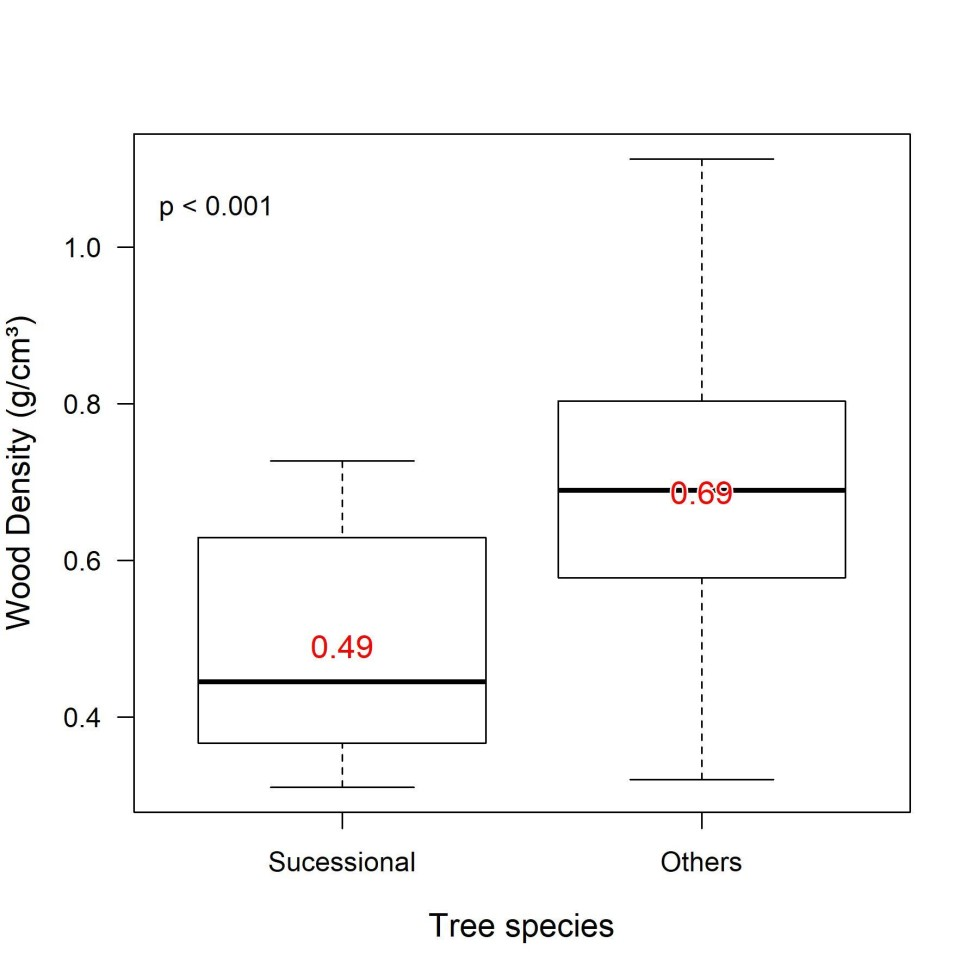 p < 0.001
Wood Density (g/cm³)
1.0
0.8
0.6
0.4
0.49
0.69
Sucessional
Others
Tree species